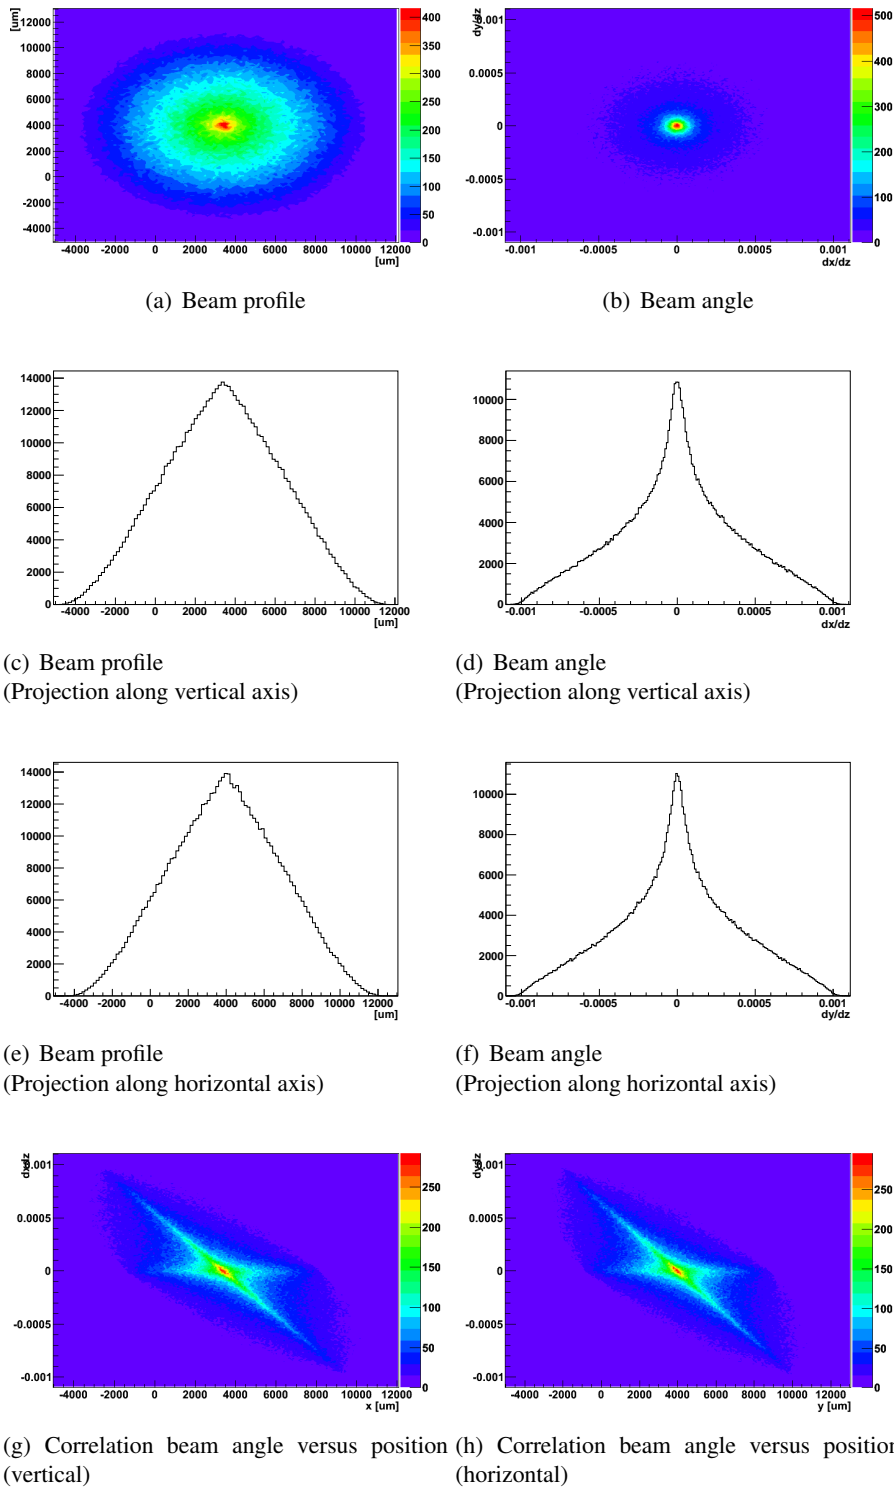 [um]
12000
10000
8000
6000
4000
2000
0
-2000
-4000
-4000 -2000 0 2000 4000 6000 8000 10000 12000
[um]
400
350
300
250
200
150
100
50
0
dy/dz
0.001
0.0005
0
-0.0005
-0.001
-0.001 -0.0005 0 0.0005 0.001
dx/dz
500
400
300
200
100
0
(a) Beam profile
(b) Beam angle
14000
12000
10000
8000
6000
4000
2000
0
-4000 -2000 0 2000 4000 6000 8000 10000 12000
[um]
10000
8000
6000
4000
2000
0
-0.001 -0.0005 0 0.0005 0.001
dx/dz
(c) Beam profile
(Projection along vertical axis)
(d) Beam angle
(Projection along vertical axis)
14000
12000
10000
8000
6000
4000
2000
0
-4000 -2000 0 2000 4000 6000 8000 10000 12000
[um]
10000
8000
6000
4000
2000
0
-0.001 -0.0005 0 0.0005 0.001
dy/dz
(e) Beam profile
(Projection along horizontal axis)
(f) Beam angle
(Projection along horizontal axis)
dx/dz
0.001
0.0005
0
-0.0005
-0.001
-4000 -2000 0 2000 4000 6000 8000 10000 12000
x [um]
250
200
150
100
50
0
dy/dz
0.001
0.0005
0
-0.0005
-0.001
-4000 -2000 0 2000 4000 6000 8000 10000 12000
y [um]
250
200
150
100
50
0
(g) Correlation beam angle versus position
(vertical)
(h) Correlation beam angle versus position
(horizontal)